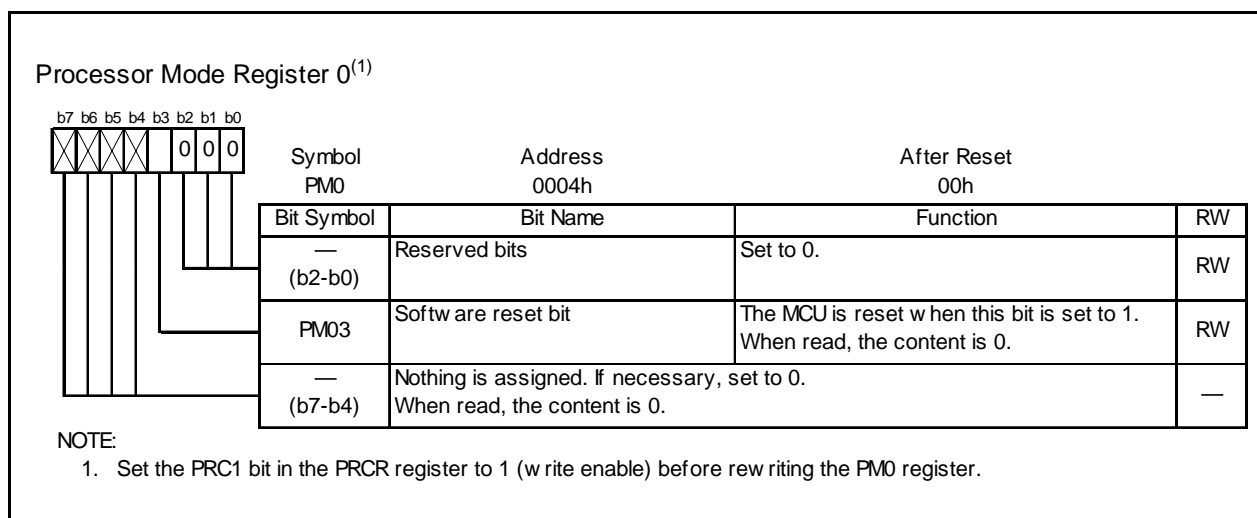 Processor Mode Register 0(1)
b7 b6 b5 b4 b3 b2 b1 b0
0 0 0
Symbol Address After Reset
PM0 0004h 00h
Bit Symbol Bit Name Function RW
— (b2-b0) Reserved bits Set to 0. RW
PM03 Software reset bit The MCU is reset when this bit is set to 1.
When read, the content is 0. RW
— (b7-b4) Nothing is assigned. If necessary, set to 0.
When read, the content is 0. —
NOTE:
1. Set the PRC1 bit in the PRCR register to 1 (write enable) before rewriting the PM0 register.